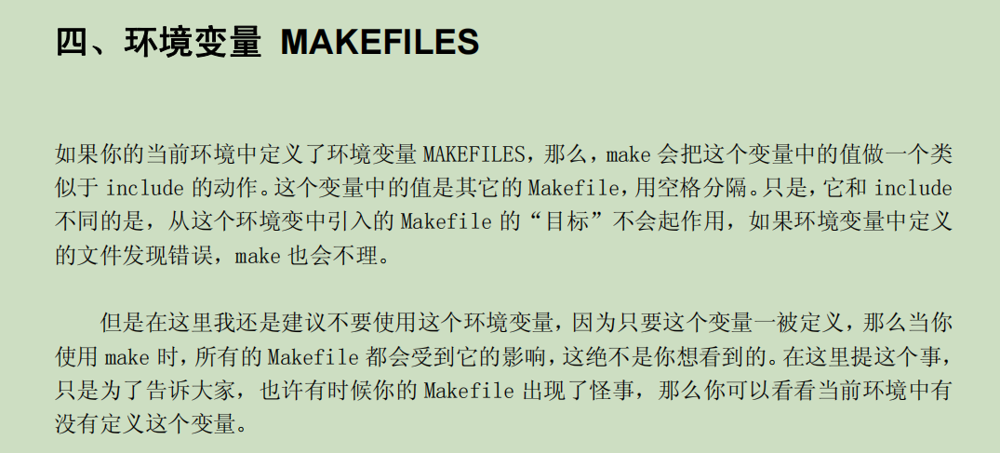 四、环境变量 MAKEFILES
如果你的当前环境中定义了环境变量 MAKEFILES，那么，make 会把这个变量中的值做一个类
似于 include 的动作。这个变量中的值是其它的 Makefile，用空格分隔。只是，它和 include
不同的是，从这个环境变中引入的 Makefile 的“目标”不会起作用，如果环境变量中定义
的文件发现错误，make 也会不理。
但是在这里我还是建议不要使用这个环境变量，因为只要这个变量一被定义，那么当你
使用 make 时，所有的 Makefile 都会受到它的影响，这绝不是你想看到的。在这里提这个事，
只是为了告诉大家，也许有时候你的 Makefile 出现了怪事，那么你可以看看当前环境中有
没有定义这个变量。